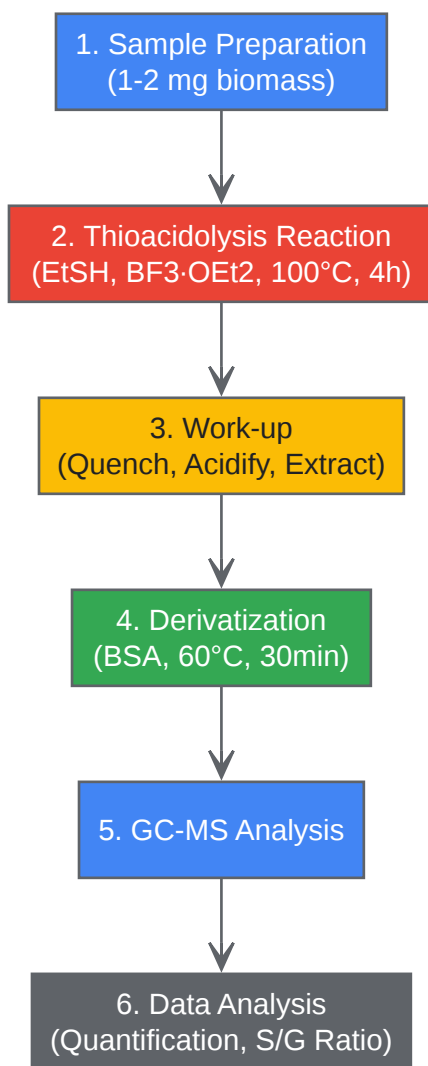 1. Sample Preparation
(1-2 mg biomass)
2. Thioacidolysis Reaction
(EtSH, BF3·OEt2, 100°C, 4h)
3. Work-up
(Quench, Acidify, Extract)
4. Derivatization
(BSA, 60°C, 30min)
5. GC-MS Analysis
6. Data Analysis
(Quantification, S/G Ratio)